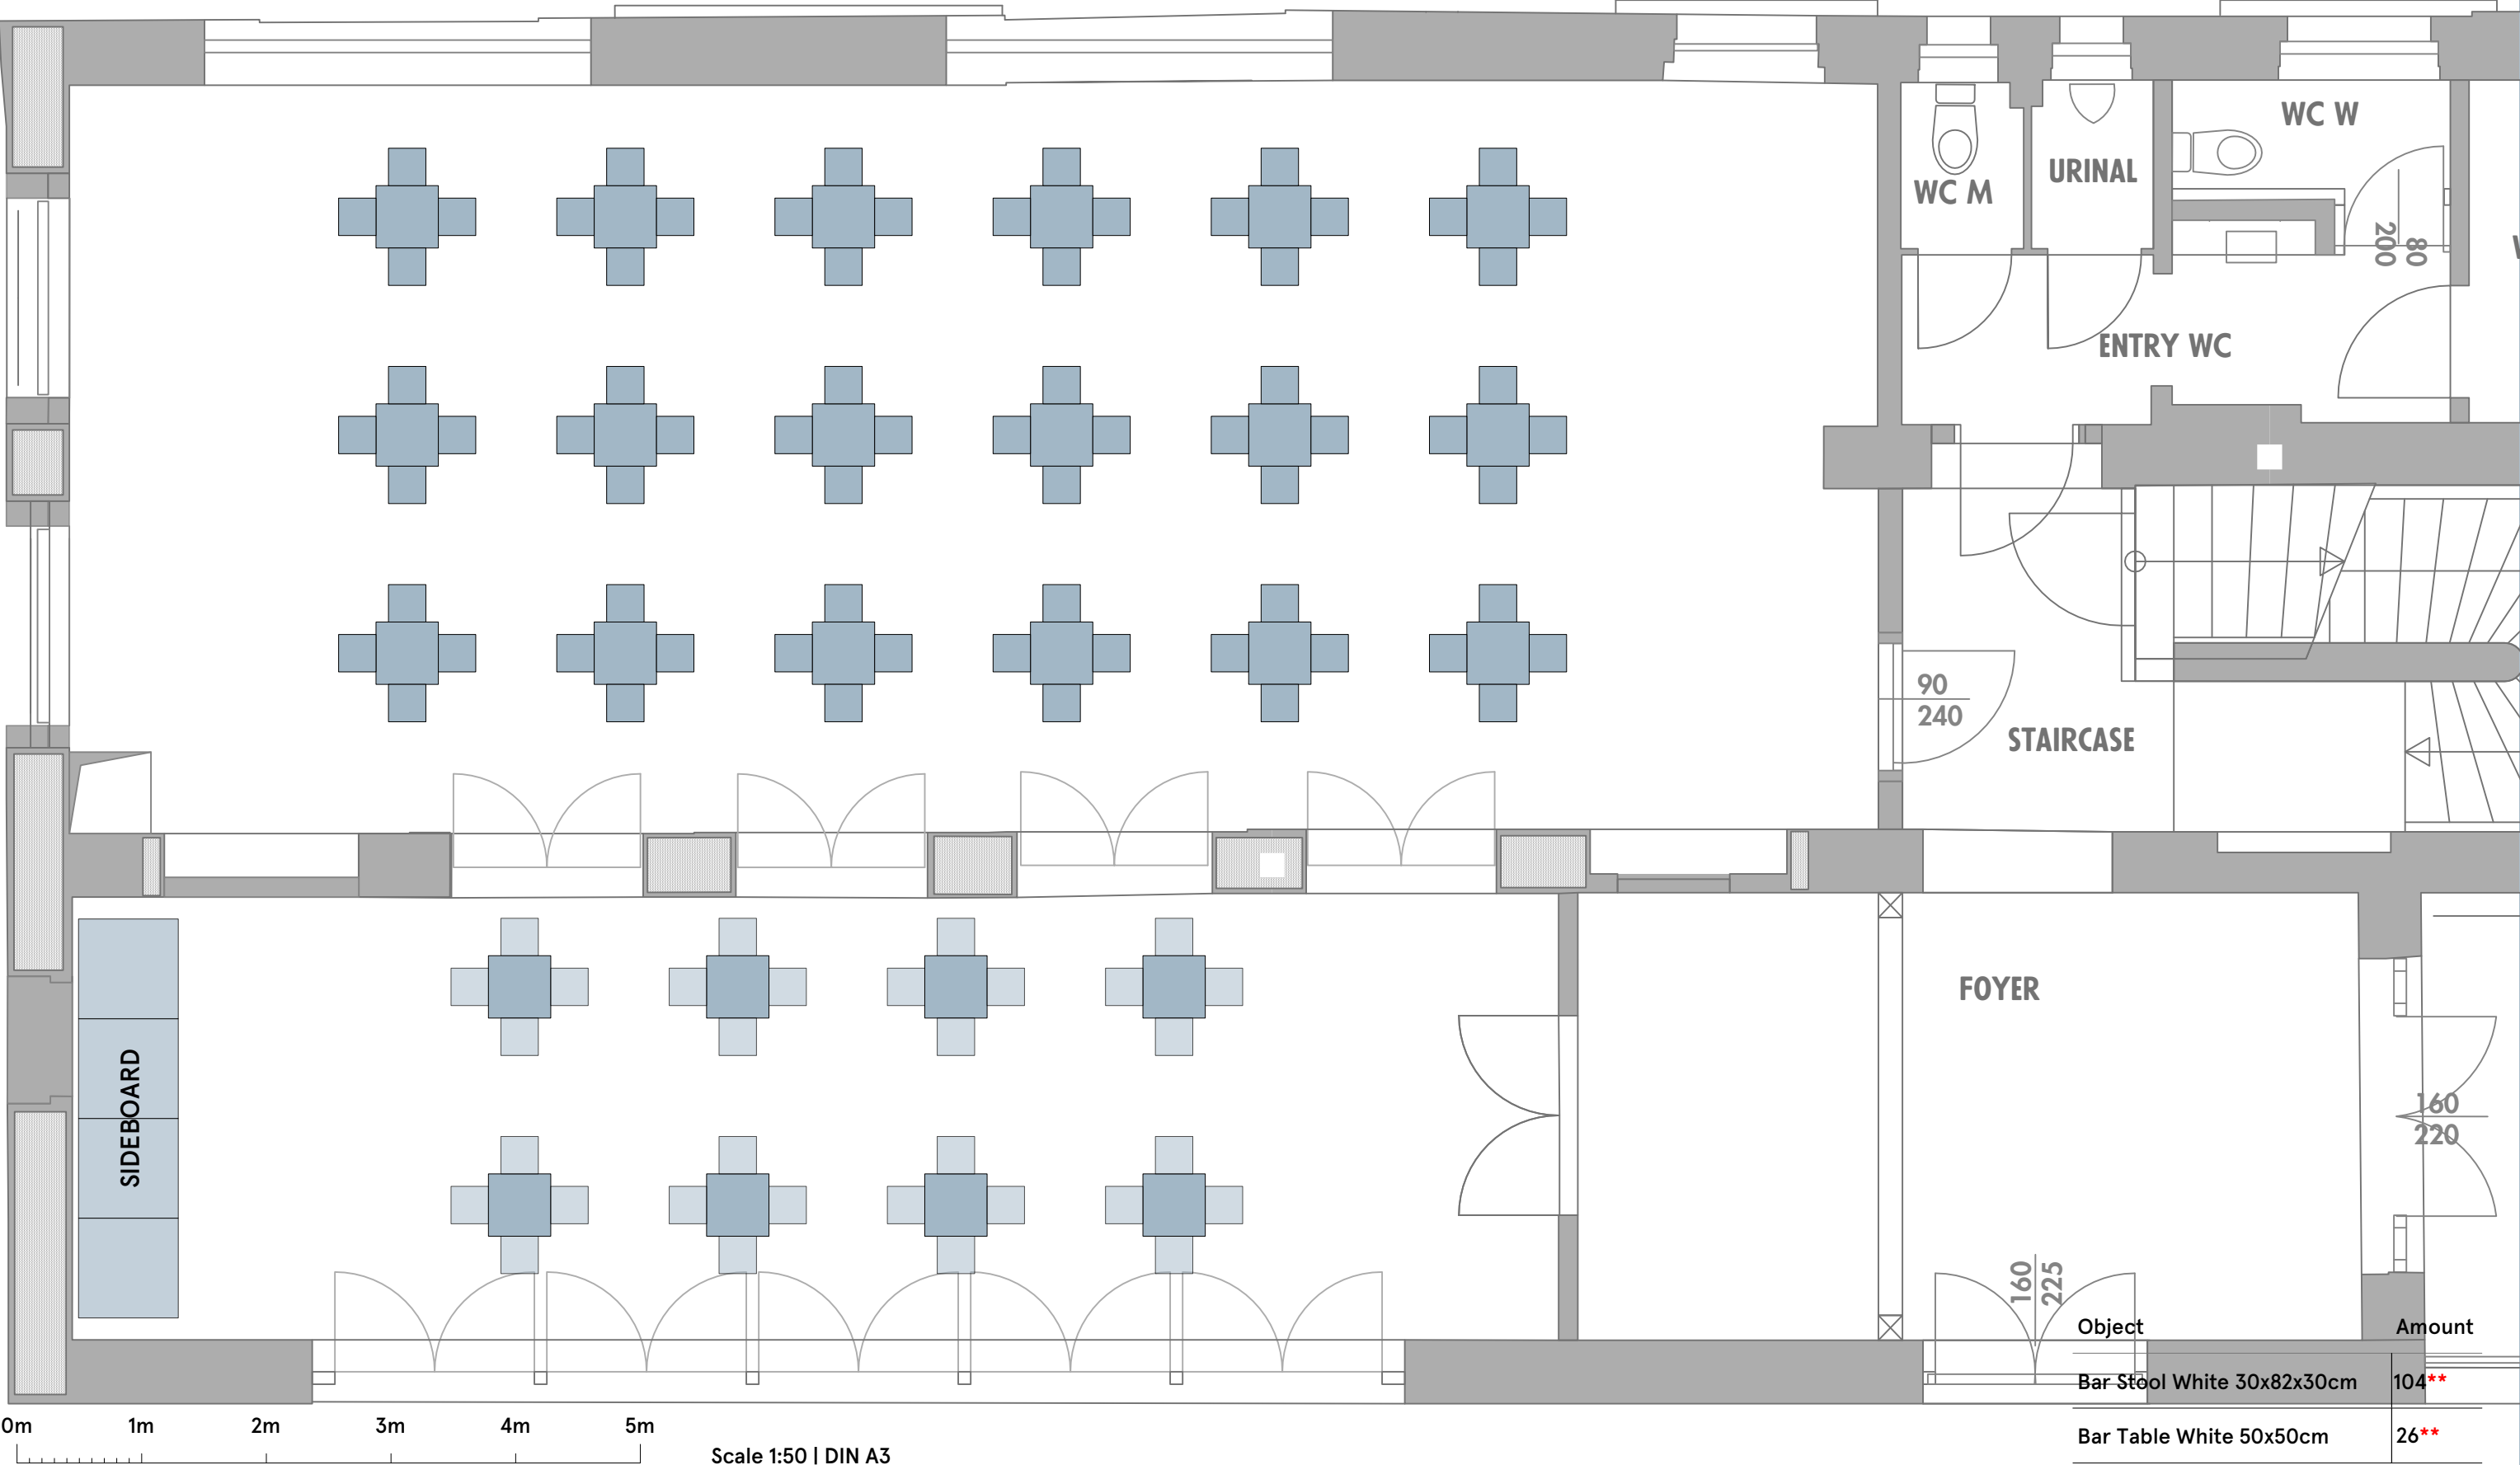 WC W
URINAL
WC M
200
80
ENTRY WC
90
240
STAIRCASE
FOYER
SIDEBOARD
160
220
160
225
Object Amount
Bar Stool White 30x82x30cm 104**
Bar Table White 50x50cm 26**
0m 1m 2m 3m 4m 5m
Scale 1:50 | DIN A3